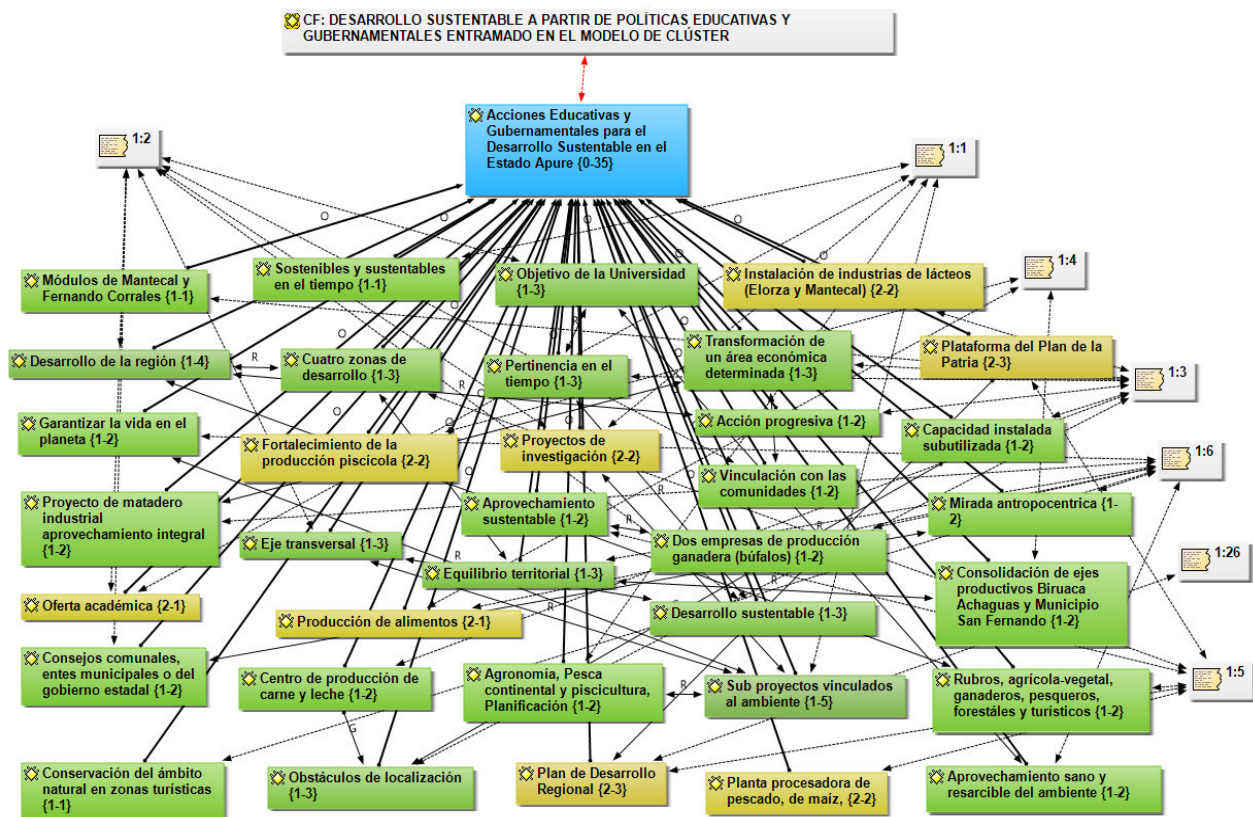 CF: DESARROLLO SUSTENTABLE A PARTIR DE POLÍTICAS EDUCATIVAS Y
GUBERNAMENTALES ENTRAMADO EN EL MODELO DE CLÚSTER
Acciones Educativas y
Gubernamentales para el
Desarrollo Sustentable en el
Estado Apure {0-35}
1:2
1:1
1:4
1:3
1:6
1:26
1:5
Módulos de Mantecal y
Fernando Corrales {1-1}
Sostenibles y sustentables
en el tiempo {1-1}
Objetivo de la Universidad
{1-3}
Instalación de industrias de lácteos
(Elorza y Mantecal) {2-2}
Desarrollo de la región {1-4}
Cuatro zonas de
desarrollo {1-3}
Pertinencia en el
tiempo {1-3}
Transformación de
un área económica
determinada {1-3}
Plataforma del Plan de la
Patria {2-3}
Garantizar la vida en el
planeta {1-2}
Fortalecimiento de la
producción piscícola {2-2}
Proyectos de
investigación {2-2}
Acción progresiva {1-2}
Capacidad instalada
subutilizada {1-2}
Vinculación con las
comunidades {1-2}
Proyecto de matadero
industrial
aprovechamiento integral
{1-2}
Eje transversal {1-3}
Aprovechamiento
sustentable {1-2}
Dos empresas de producción
ganadera (búfalos) {1-2}
Mirada antropocentrica {1-
2}
Equilibrio territorial {1-3}
Consolidación de ejes
productivos Biruaca
Achaguas y Municipio
San Fernando {1-2}
Oferta académica {2-1}
Producción de alimentos {2-1}
Desarrollo sustentable {1-3}
Consejos comunales,
entes municipales o del
gobierno estadal {1-2}
Centro de producción de
carne y leche {1-2}
Agronomía, Pesca
continental y piscicultura,
Planificación {1-2}
Sub proyectos vinculados
al ambiente {1-5}
Rubros, agrícola-vegetal,
ganaderos, pesqueros,
forestáles y turísticos {1-2}
Conservación del ámbito
natural en zonas turísticas
{1-1}
Obstáculos de localización
{1-3}
Plan de Desarrollo
Regional {2-3}
Planta procesadora de
pescado, de maíz, {2-2}
Aprovechamiento sano y
resarcible del ambiente {1-2}
O
O
O
O
O
O
O
O
O
O
O
R
R
R
R
R
R
R
G